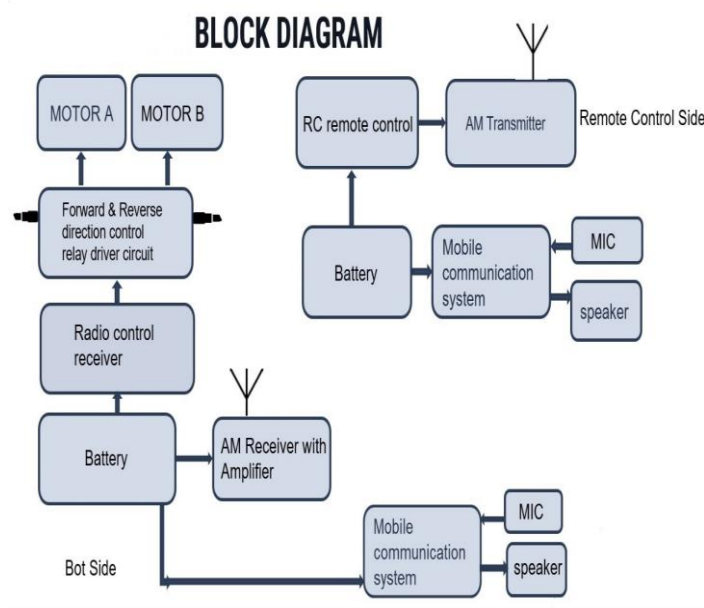 BLOCK DIAGRAM
MOTOR A
MOTOR B
RC remote control
AM Transmitter
Remote Control Side
Forward & Reverse
direction control
relay driver circuit
Battery
Mobile
communication
system
MIC
speaker
Radio control
receiver
Battery
AM Receiver with
Amplifier
Mobile
communication
system
MIC
speaker
Bot Side